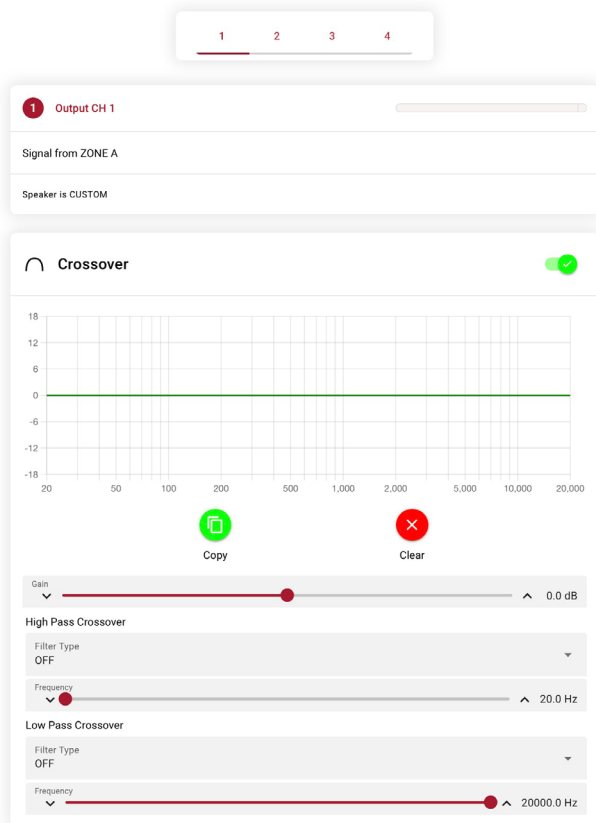 1 2 3 4
1 Output CH 1
Signal from ZONE A
Speaker is CUSTOM
Crossover
18
12
6
0
-6
-12
-18
20 50 100 200 500 1,000 2,000 5,000 10,000 20,000
Copy Clear
Gain
0.0 dB
High Pass Crossover
Filter Type
OFF
Frequency
20.0 Hz
Low Pass Crossover
Filter Type
OFF
Frequency
20000.0 Hz